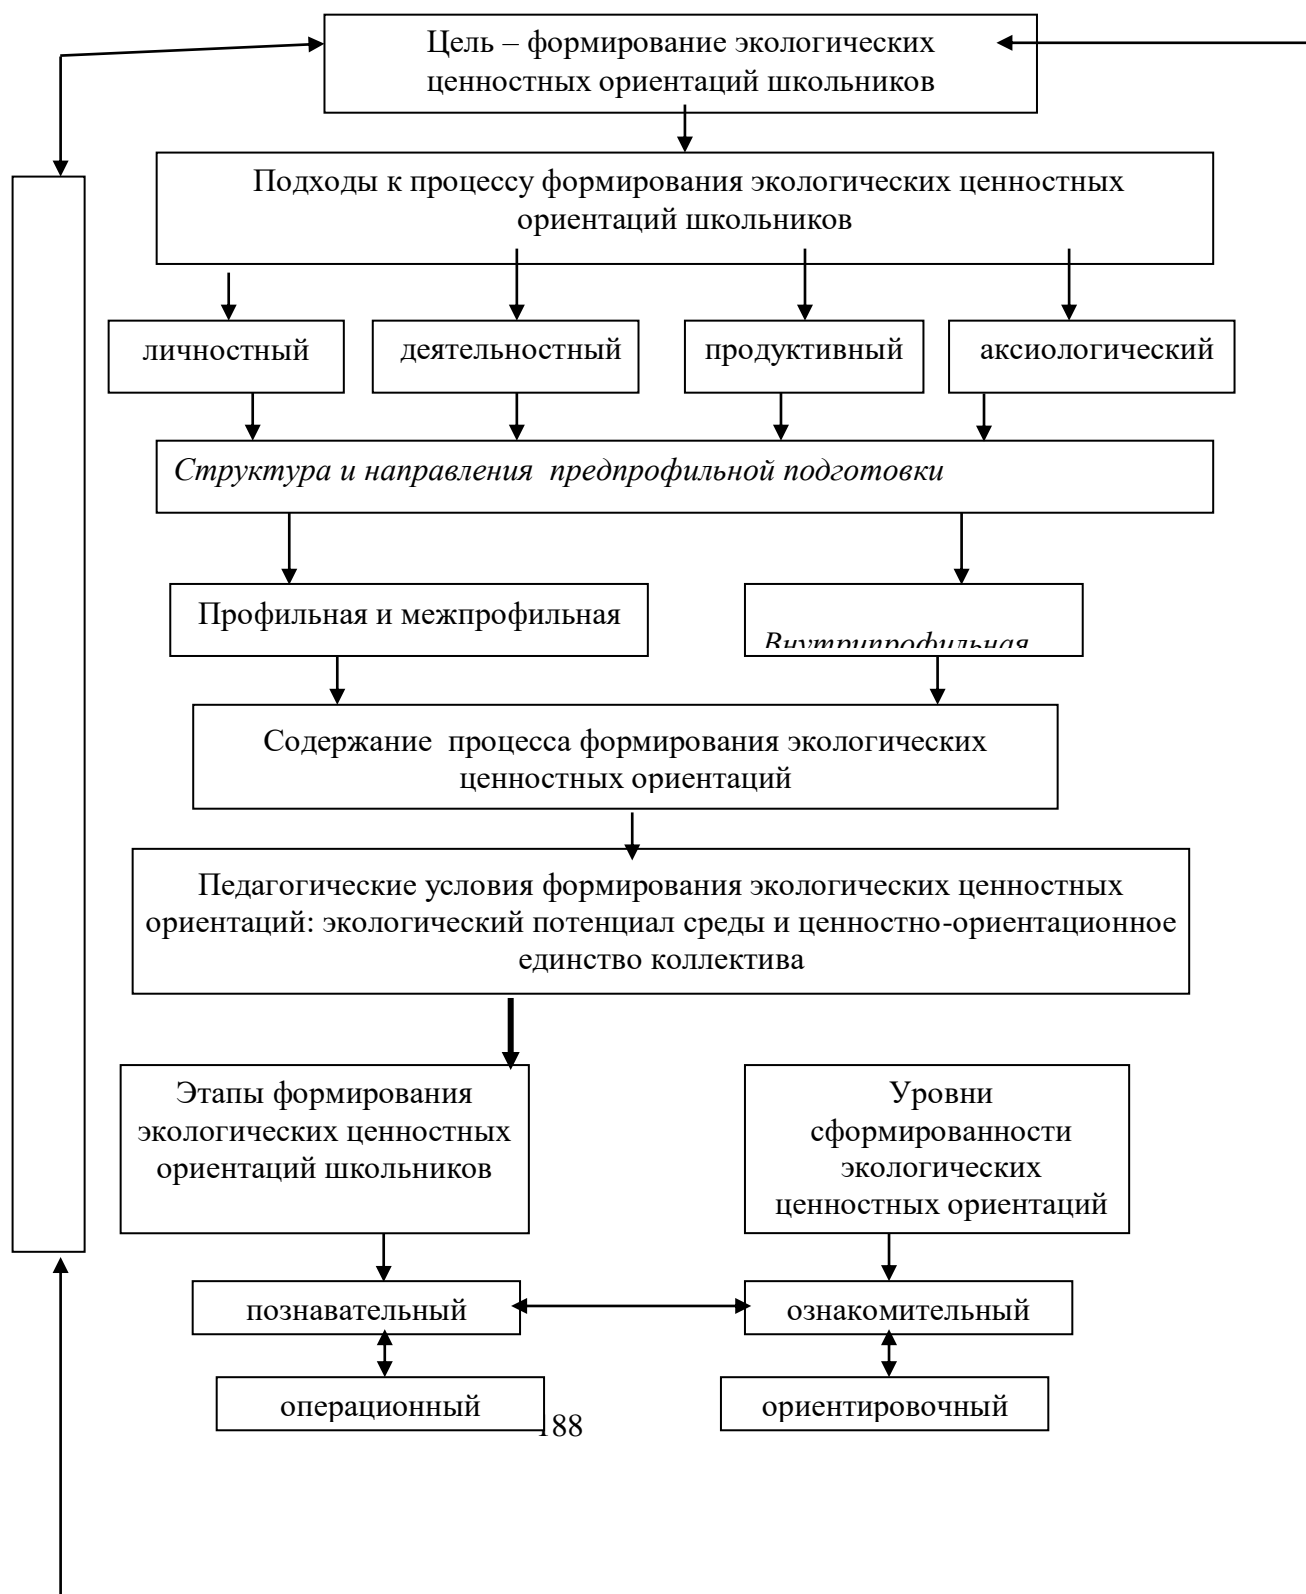 Цель – формирование экологических
ценностных ориентаций школьников
Подходы к процессу формирования экологических ценностных
ориентаций школьников
личностный
деятельностный
продуктивный
аксиологический
Структура и направления предпрофильной подготовки
Профильная и межпрофильная
Внутрипрофильная
Содержание процесса формирования экологических
ценностных ориентаций
Педагогические условия формирования экологических ценностных
ориентаций: экологический потенциал среды и ценностно-ориентационное
единство коллектива
Этапы формирования
экологических ценностных
ориентаций школьников
Уровни
сформированности
экологических
ценностных ориентаций
познавательный
ознакомительный
операционный
ориентировочный
188